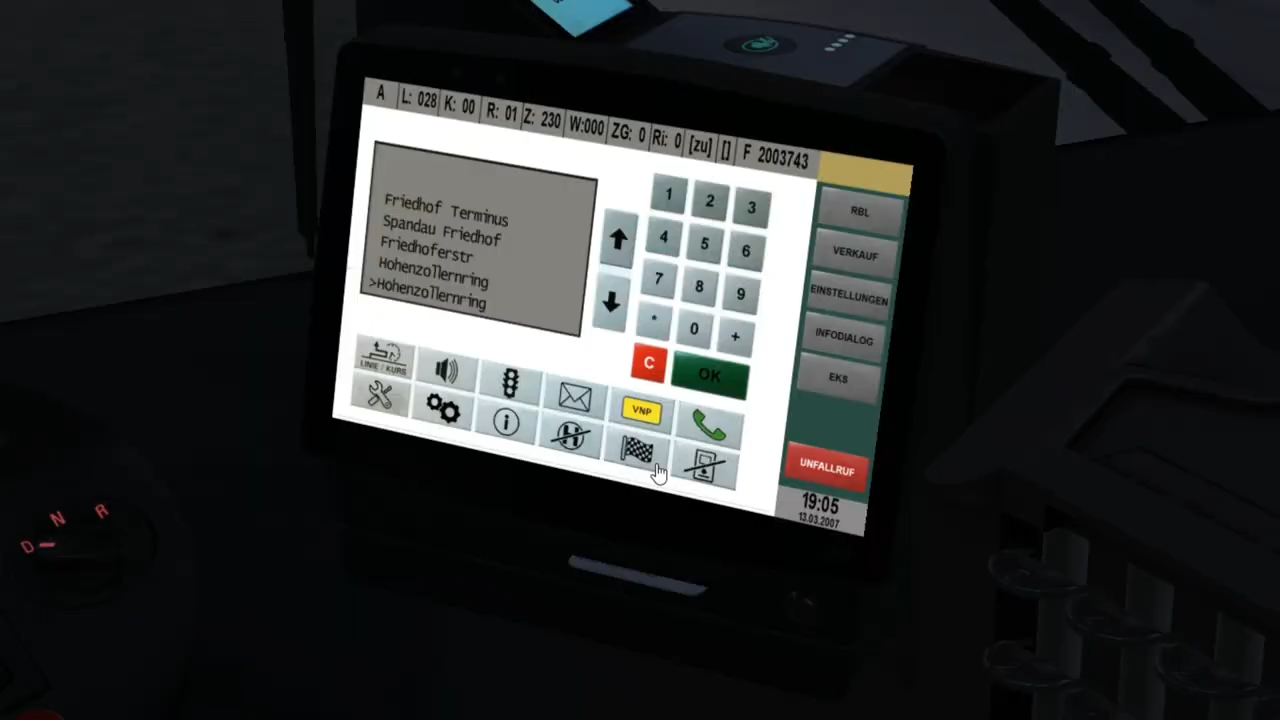 A L: 028 K: 00 R: 01 Z: 230 W:000 ZG: 0 Ri: 0 [zu] [] F 2003743
Friedhof Terminus
Spandau Friedhof
Friedhoferstr
Hohenzollernring
>Hohenzollernring
1 2 3
4 5 6
7 8 9
* 0 +
C OK
RBL
VERKAUF
EINSTELLUNGEN
INFODIALOG
EKS
UNFALLRUF
19:05
13.03.2007
LINIE / KURS
VNP
H
D N R